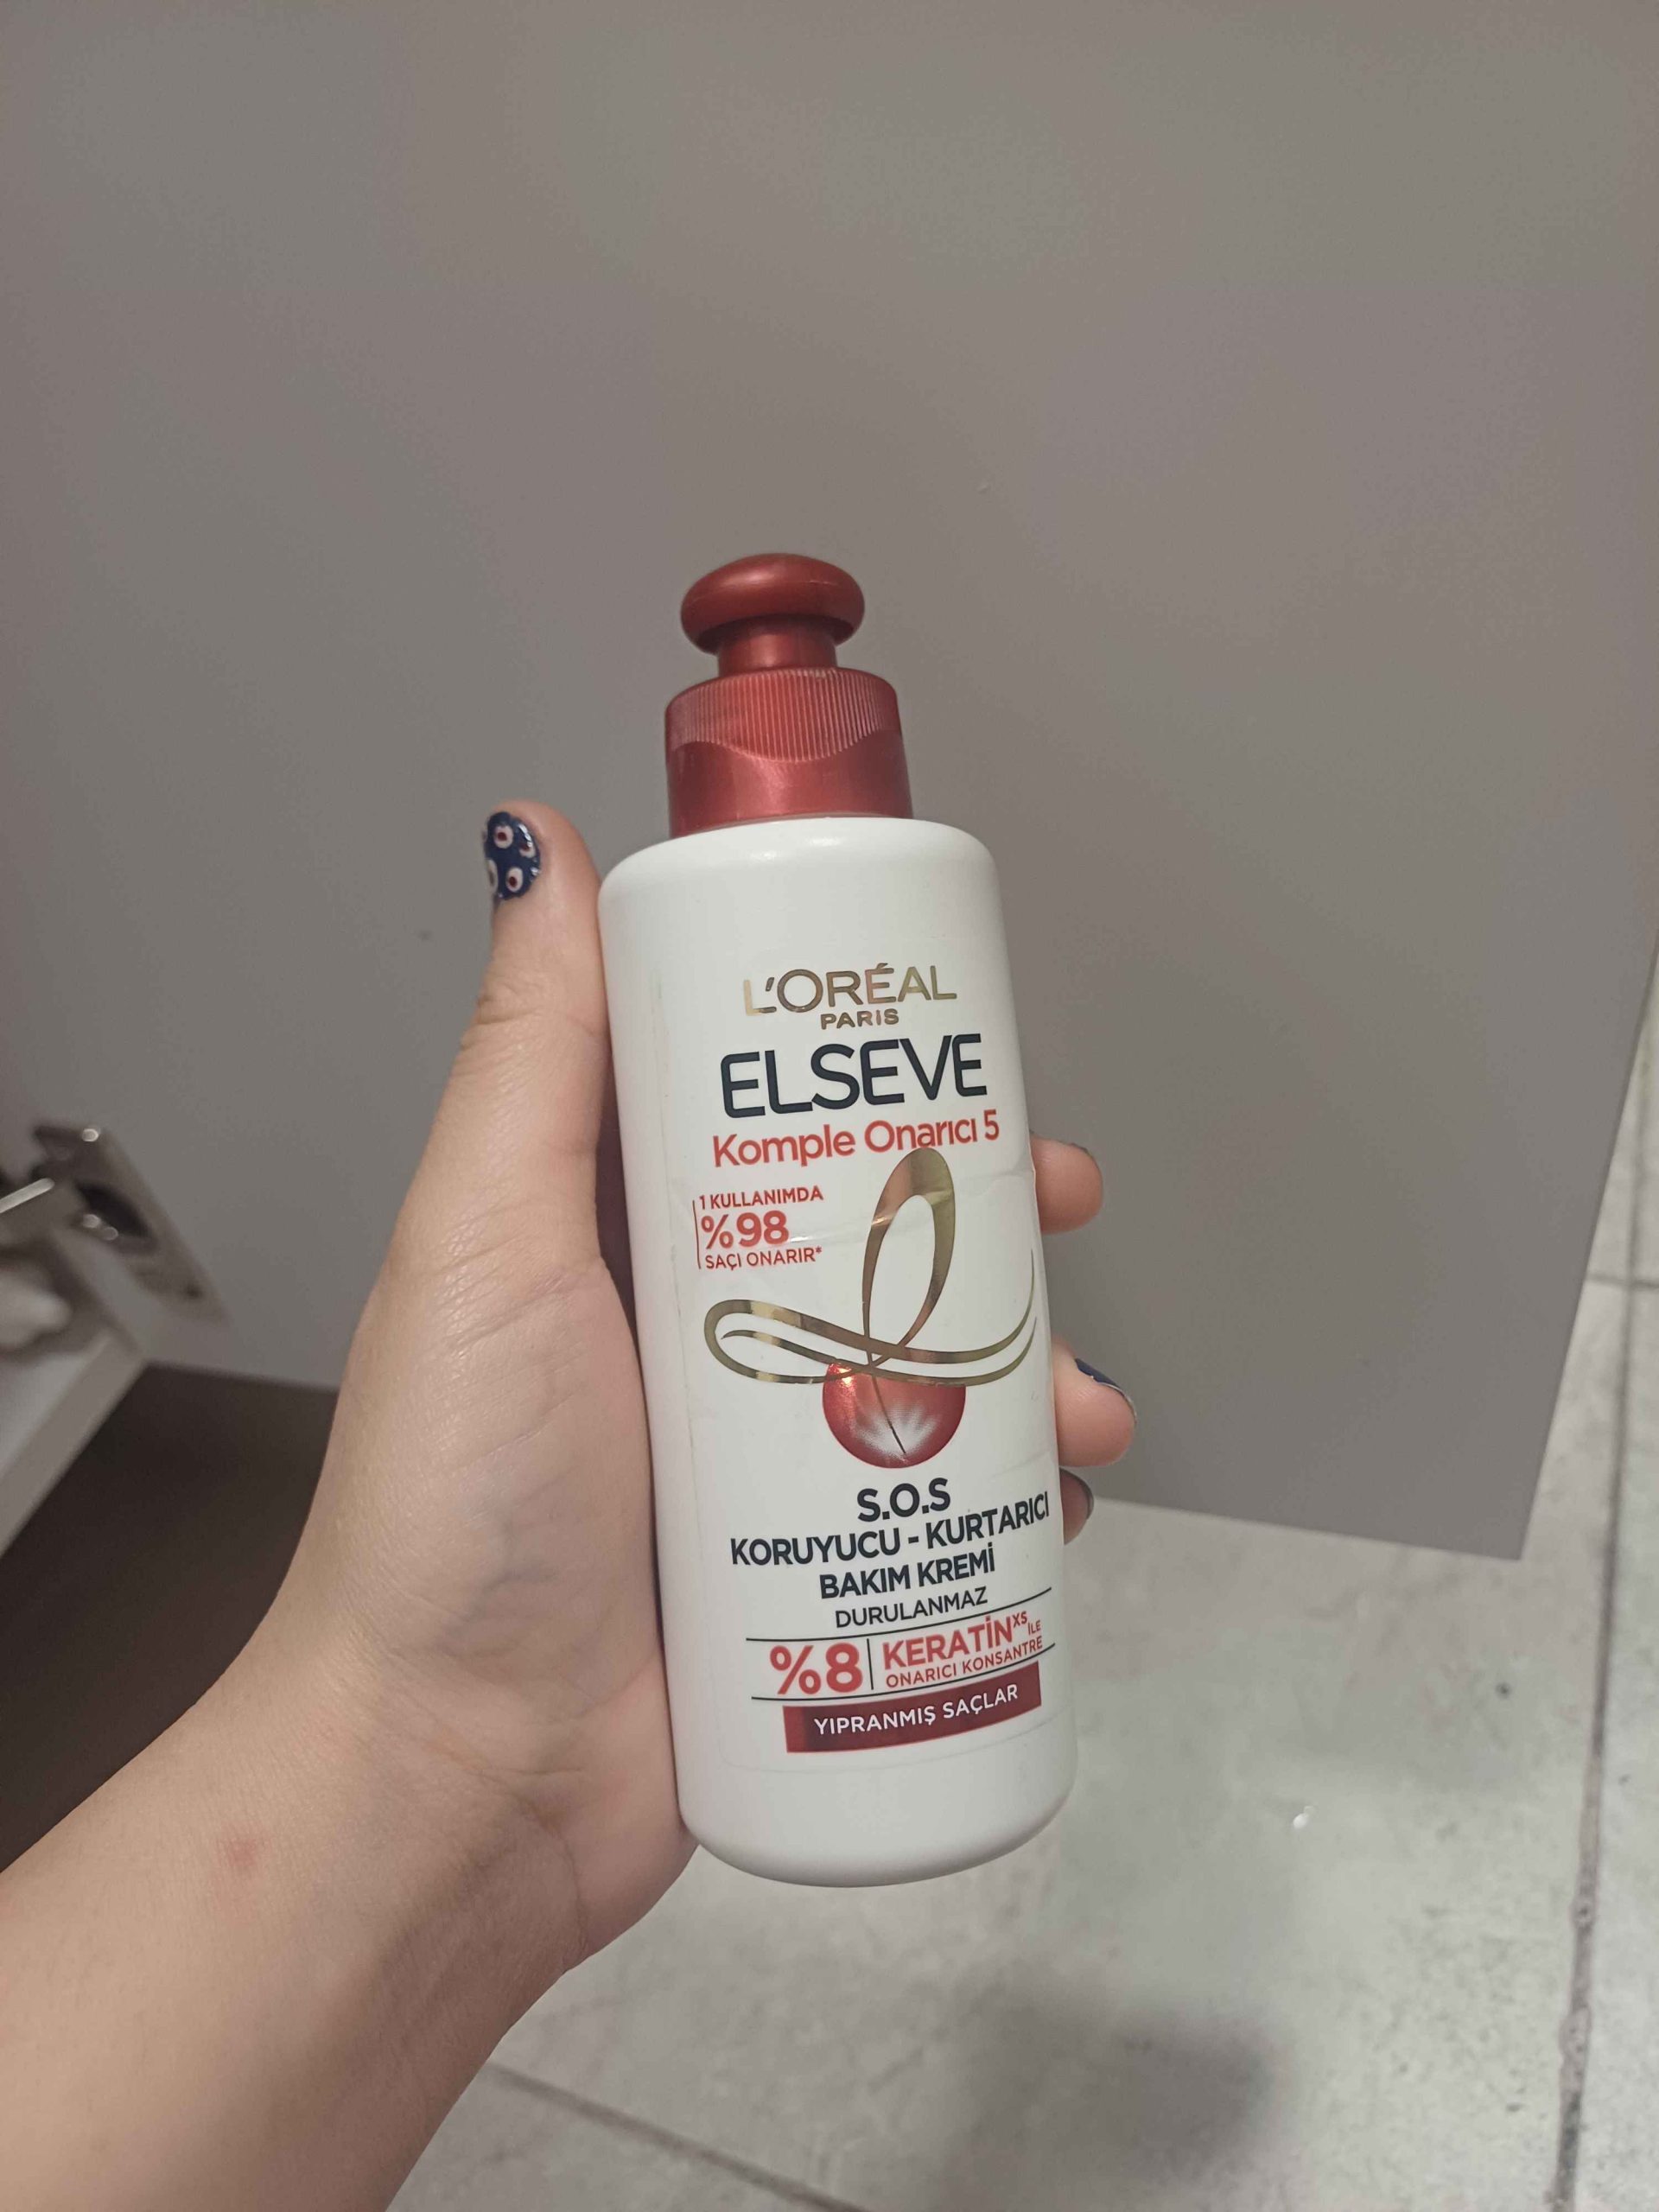 L'ORÉAL
PARIS
ELSEVE
Komple Onarıcı 5
1 KULLANIMDA
%98
SAÇI ONARIR*
S.O.S
KORUYUCU - KURTARICI
BAKIM KREMİ
DURULANMAZ
%8 KERATİNˣˢ İLE
ONARICI KONSANTRE
YIPRANMIŞ SAÇLAR